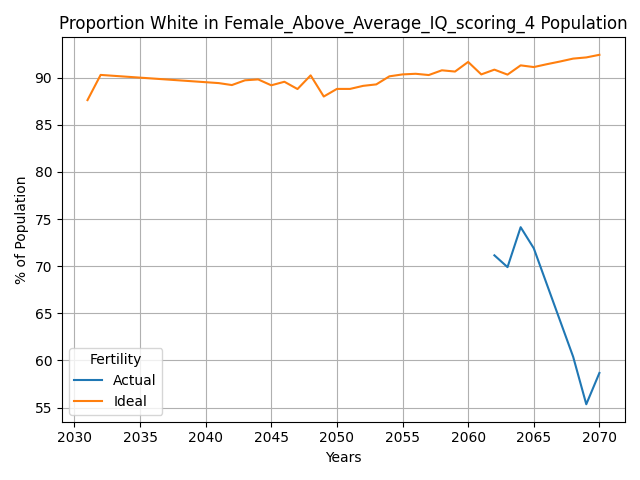 Proportion White in Female_Above_Average_IQ_scoring_4 Population
% of Population
90
85
80
75
70
65
60
55
Fertility
Actual
Ideal
2030
2035
2040
2045
2050
2055
2060
2065
2070
Years